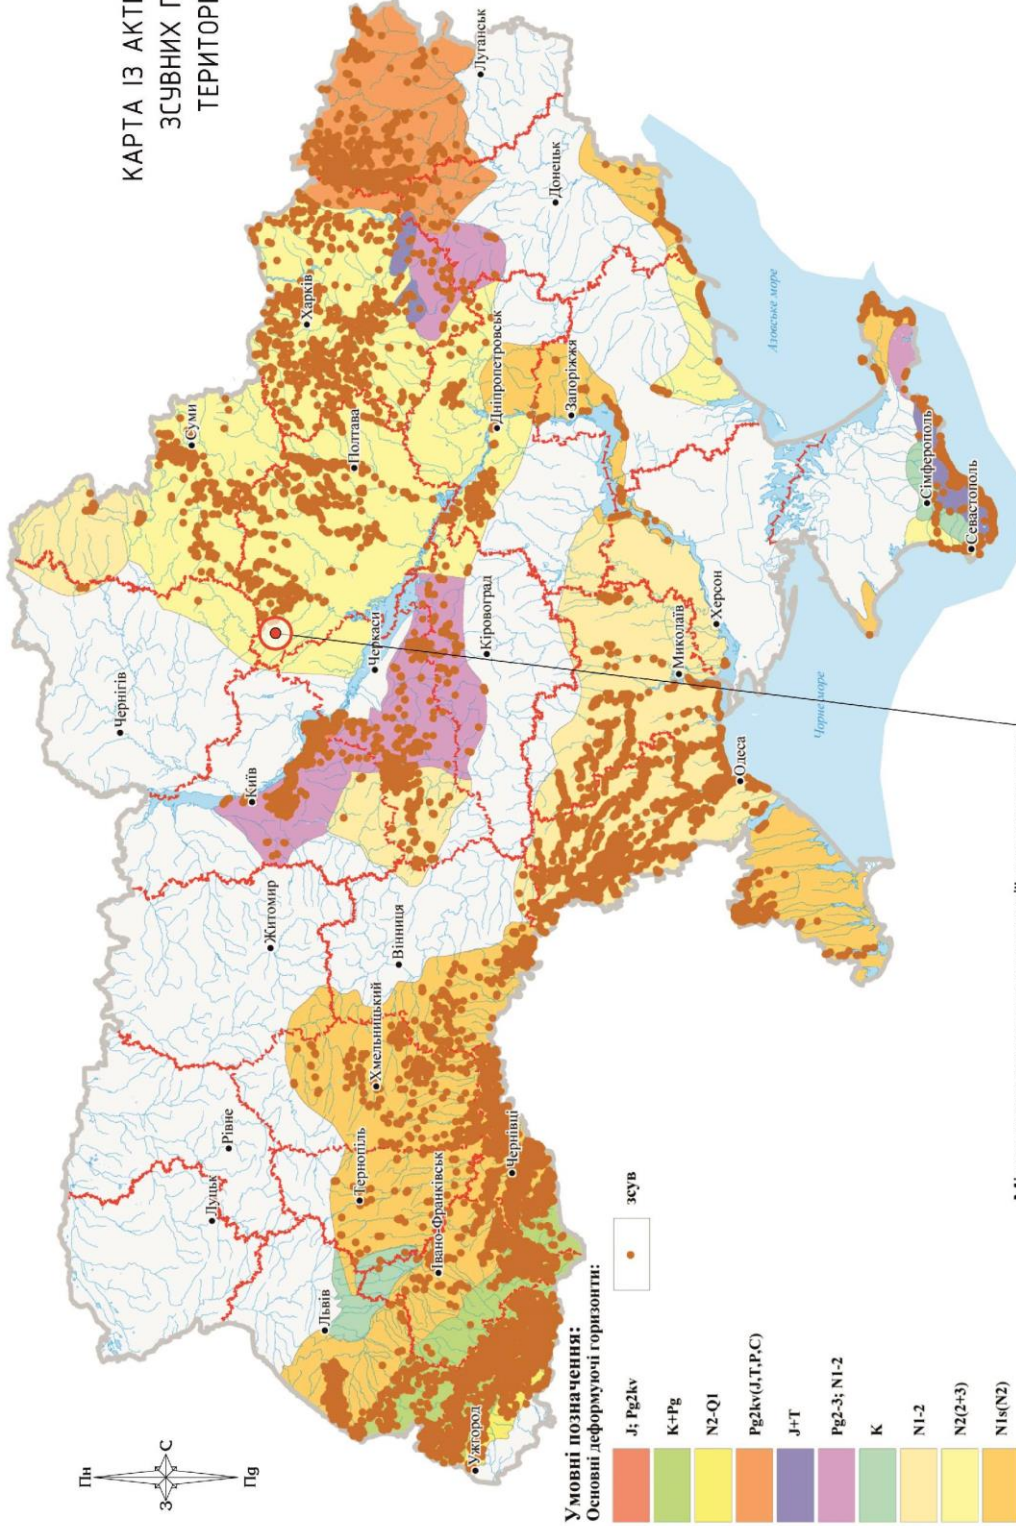 КАРТА ІЗ АКТИ
ЗСУВНИХ П
ТЕРИТОРІ
Пн
З
С
Пд
Чернігів
Суми
Луцьк
Рівне
Житомир
Київ
Харків
Львів
Тернопіль
Хмельницький
Вінниця
Черкаси
Полтава
Луганськ
Ужгород
Івано-Франківськ
Чернівці
Кіровоград
Дніпропетровськ
Запоріжжя
Донецьк
Миколаїв
Херсон
Одеса
Азовське море
Чорне море
Сімферополь
Севастополь
Умовні позначення:
Основні деформуючі горизонти:
J; Pg2kv
K+Pg
N2-Q1
Pg2kv(J,T,P,C)
J+T
Pg2-3; N1-2
K
N1-2
N2(2+3)
N1s(N2)
зсув